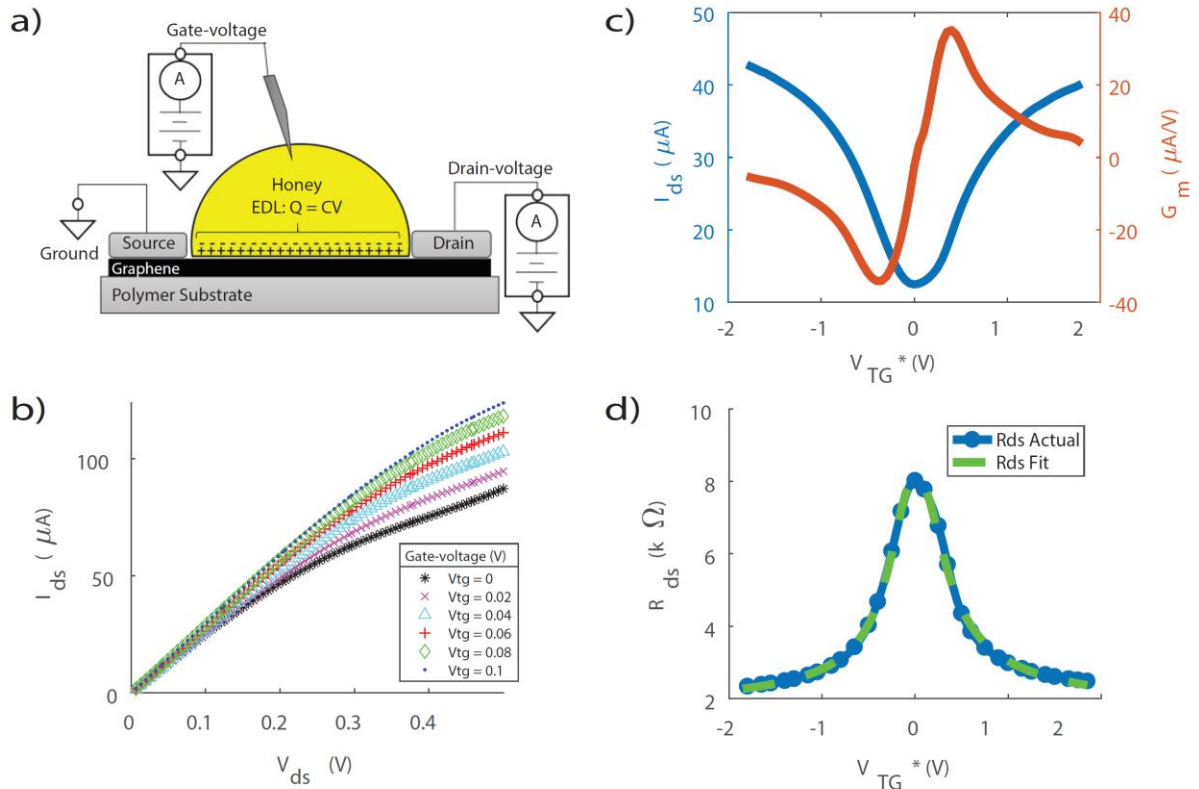 a)
Gate-voltage
A
Honey
EDL: Q = CV
- - - - - - - - - - - - - - - - - -
++++++++++++++++++
Drain-voltage
A
Ground
Source
Drain
Graphene
Polymer Substrate
b)
I ds ( μA)
100
50
0
0
0.1
0.2
0.3
0.4
V ds (V)
Gate-voltage (V)
Vtg = 0
Vtg = 0.02
Vtg = 0.04
Vtg = 0.06
Vtg = 0.08
Vtg = 0.1
c)
I ds ( μA)
50
40
30
20
10
40
20
0
-20
-40
G m ( μA/V)
-2
-1
0
1
2
V TG * (V)
d)
R ds (k Ω)
10
8
6
4
2
Rds Actual
Rds Fit
-2
-1
0
1
2
V TG * (V)